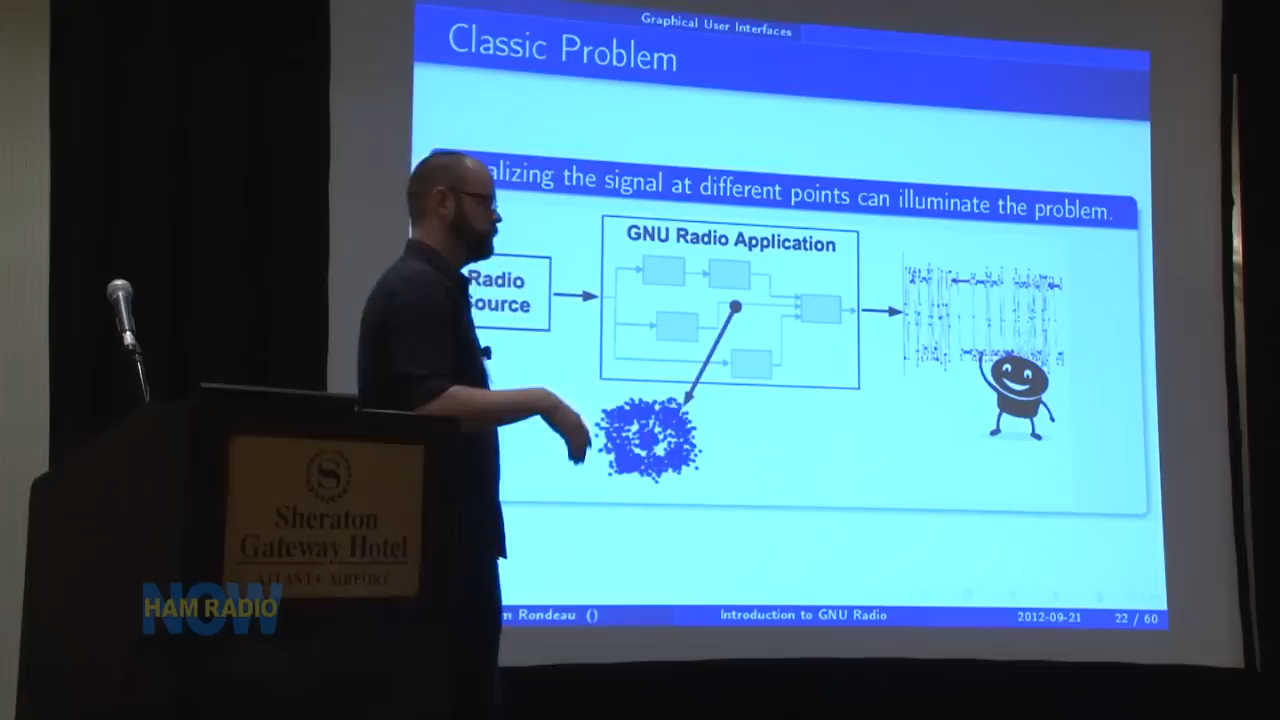 Graphical User Interfaces
Classic Problem
alizing the signal at different points can illuminate the problem.
GNU Radio Application
Radio
Source
S
Sheraton
Gateway Hotel
ATLANTA AIRPORT
NOW
HAM RADIO
m Rondeau ()
Introduction to GNU Radio
2012-09-21
22 / 60